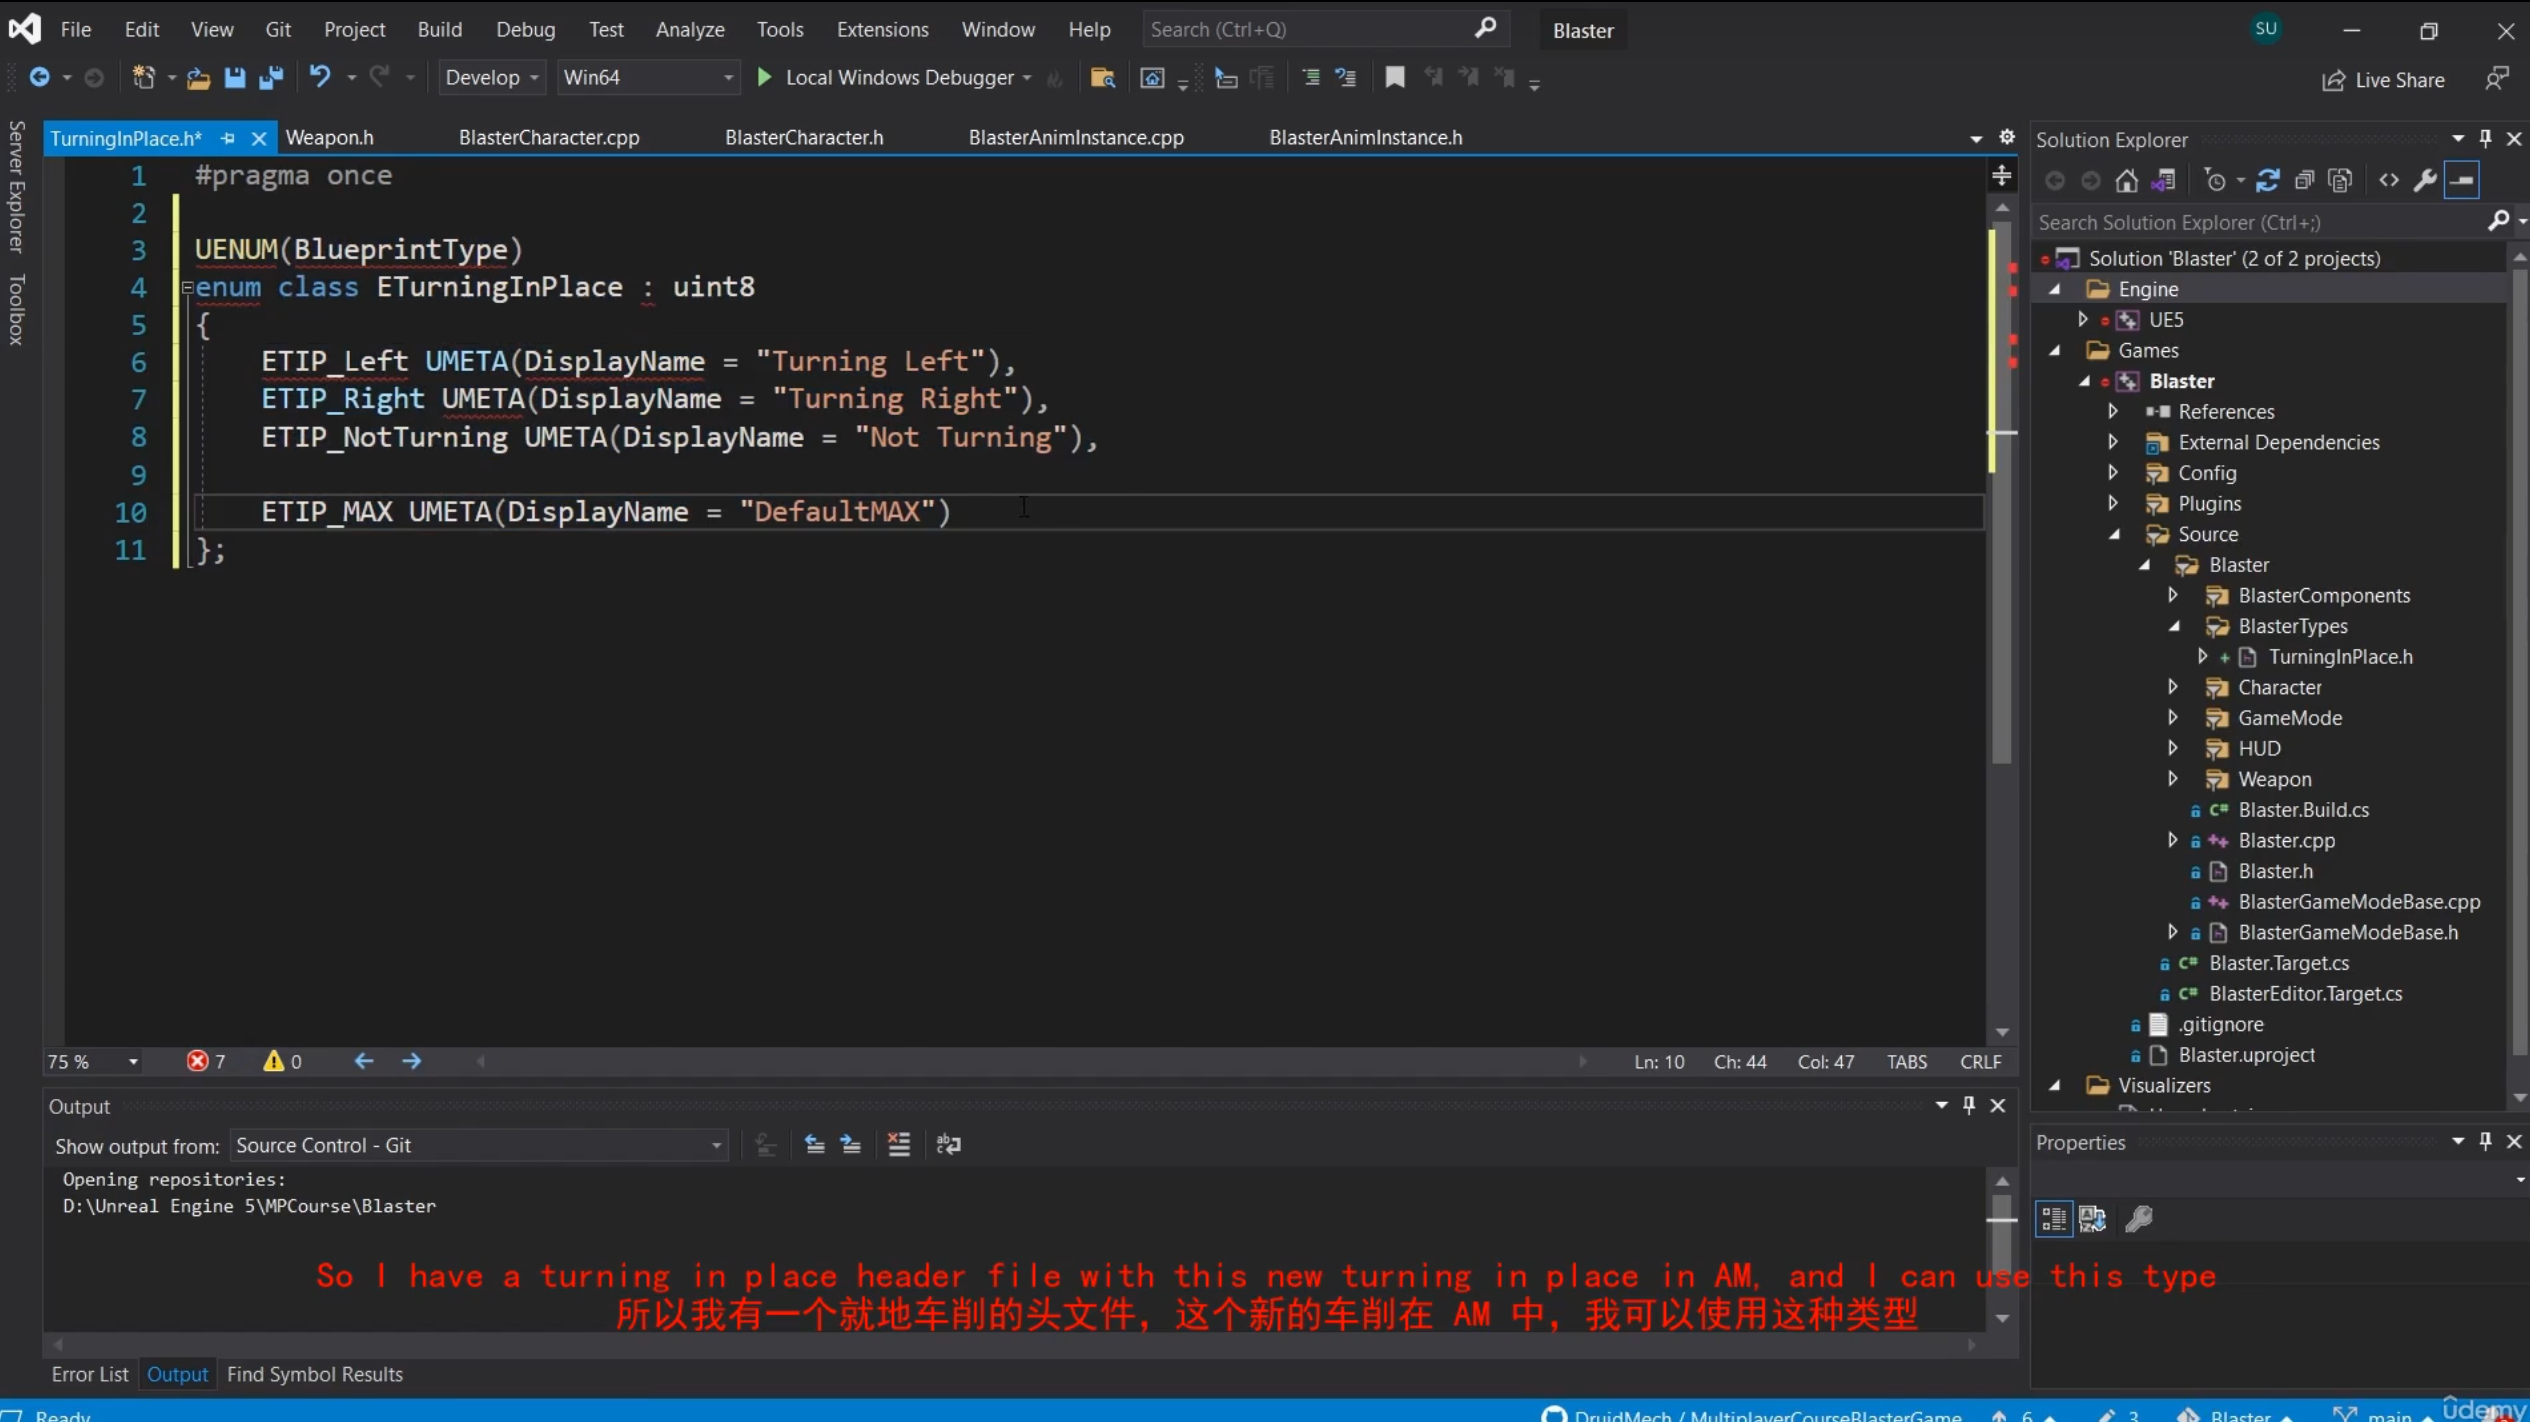 File Edit View Git Project Build Debug Test Analyze Tools Extensions Window Help Search (Ctrl+Q) Blaster SU
Develop Win64 Local Windows Debugger Live Share
Server Explorer
Toolbox
TurningInPlace.h* Weapon.h BlasterCharacter.cpp BlasterCharacter.h BlasterAnimInstance.cpp BlasterAnimInstance.h
1 #pragma once
2
3 UENUM(BlueprintType)
4 enum class ETurningInPlace : uint8
5 {
6 ETIP_Left UMETA(DisplayName = "Turning Left"),
7 ETIP_Right UMETA(DisplayName = "Turning Right"),
8 ETIP_NotTurning UMETA(DisplayName = "Not Turning"),
9
10 ETIP_MAX UMETA(DisplayName = "DefaultMAX")
11 };
75 % 7 0 Ln: 10 Ch: 44 Col: 47 TABS CRLF
Output
Show output from: Source Control - Git
Opening repositories:
D:\Unreal Engine 5\MPCourse\Blaster
Error List Output Find Symbol Results
Solution Explorer
Search Solution Explorer (Ctrl+;)
Solution 'Blaster' (2 of 2 projects)
Engine
UE5
Games
Blaster
References
External Dependencies
Config
Plugins
Source
Blaster
BlasterComponents
BlasterTypes
TurningInPlace.h
Character
GameMode
HUD
Weapon
Blaster.Build.cs
Blaster.cpp
Blaster.h
BlasterGameModeBase.cpp
BlasterGameModeBase.h
Blaster.Target.cs
BlasterEditor.Target.cs
.gitignore
Blaster.uproject
Visualizers
Properties
So I have a turning in place header file with this new turning in place in AM, and I can use this type
所以我有一个就地车削的头文件，这个新的车削在 AM 中，我可以使用这种类型
Ready DruidMech / MultiplayerCourseBlasterGame 6 3 Blaster main
udemy